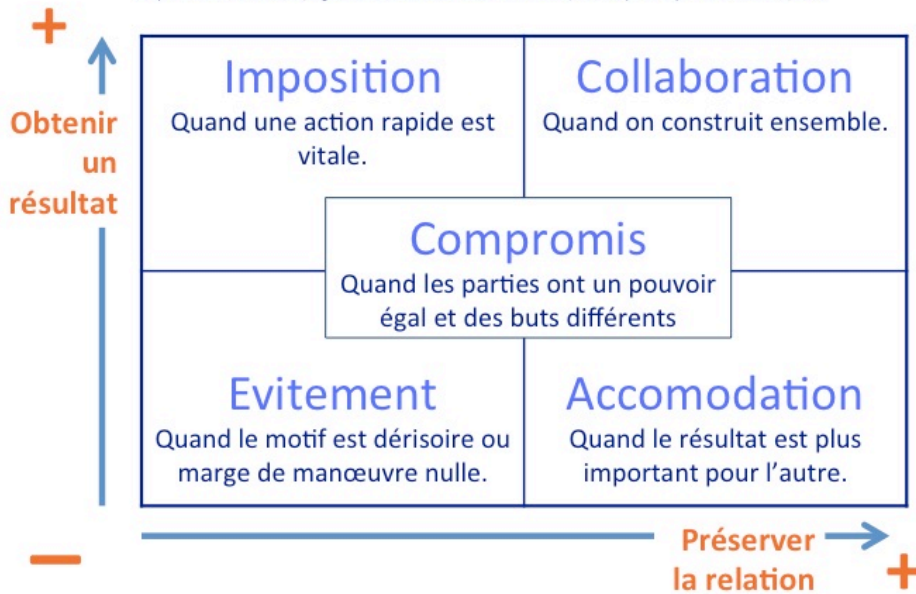 +
Obtenir
un
résultat
Imposition
Quand une action rapide est
vitale.
Collaboration
Quand on construit ensemble.
Compromis
Quand les parties ont un pouvoir
égal et des buts différents
Evitement
Quand le motif est dérisoire ou
marge de manœuvre nulle.
Accomodation
Quand le résultat est plus
important pour l'autre.
–
Préserver
la relation
+